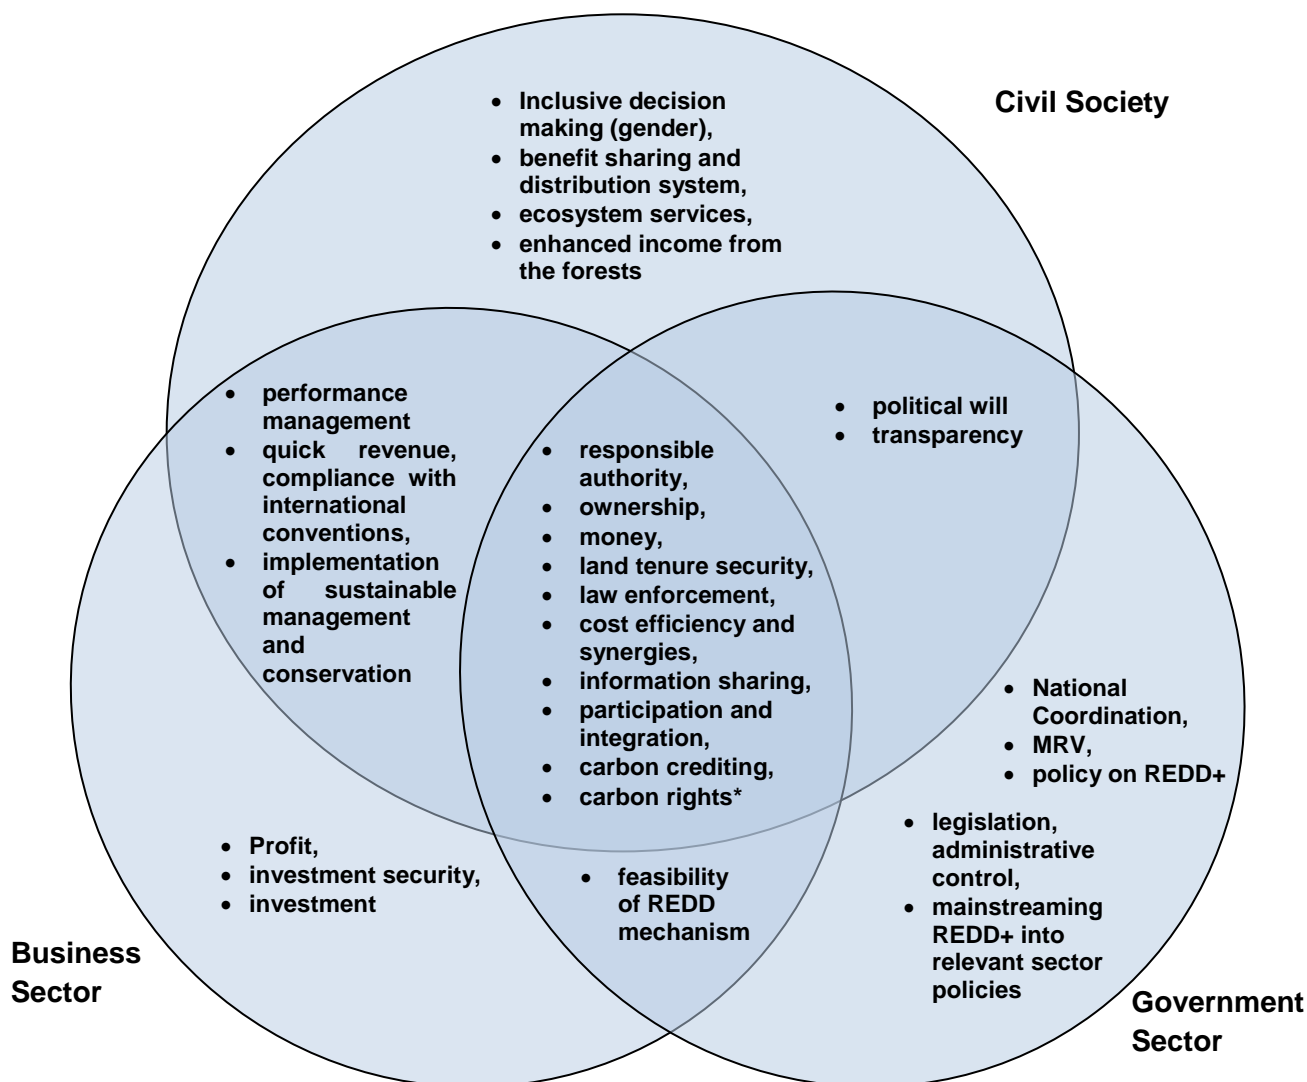 Civil Society
• Inclusive decision
making (gender),
• benefit sharing and
distribution system,
• ecosystem services,
• enhanced income from
the forests
• performance
management
• quick revenue,
compliance with
international
conventions,
• implementation
of sustainable
management
and
conservation
• responsible
authority,
• ownership,
• money,
• land tenure security,
• law enforcement,
• cost efficiency and
synergies,
• information sharing,
• participation and
integration,
• carbon crediting,
• carbon rights*
• political will
• transparency
• National
Coordination,
• MRV,
• policy on REDD+
• legislation,
administrative
control,
• mainstreaming
REDD+ into
relevant sector
policies
• Profit,
• investment security,
• investment
• feasibility
of REDD
mechanism
Business
Sector
Government
Sector